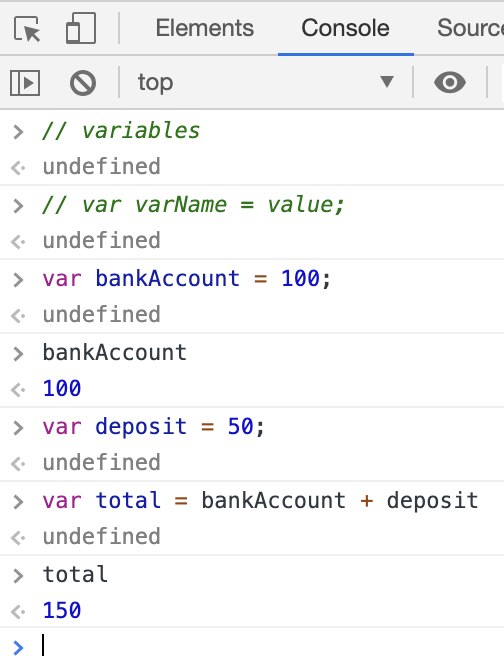 Elements Console Sourc
top
> // variables
<· undefined
> // var varName = value;
<· undefined
> var bankAccount = 100;
<· undefined
> bankAccount
<· 100
> var deposit = 50;
<· undefined
> var total = bankAccount + deposit
<· undefined
> total
<· 150
>